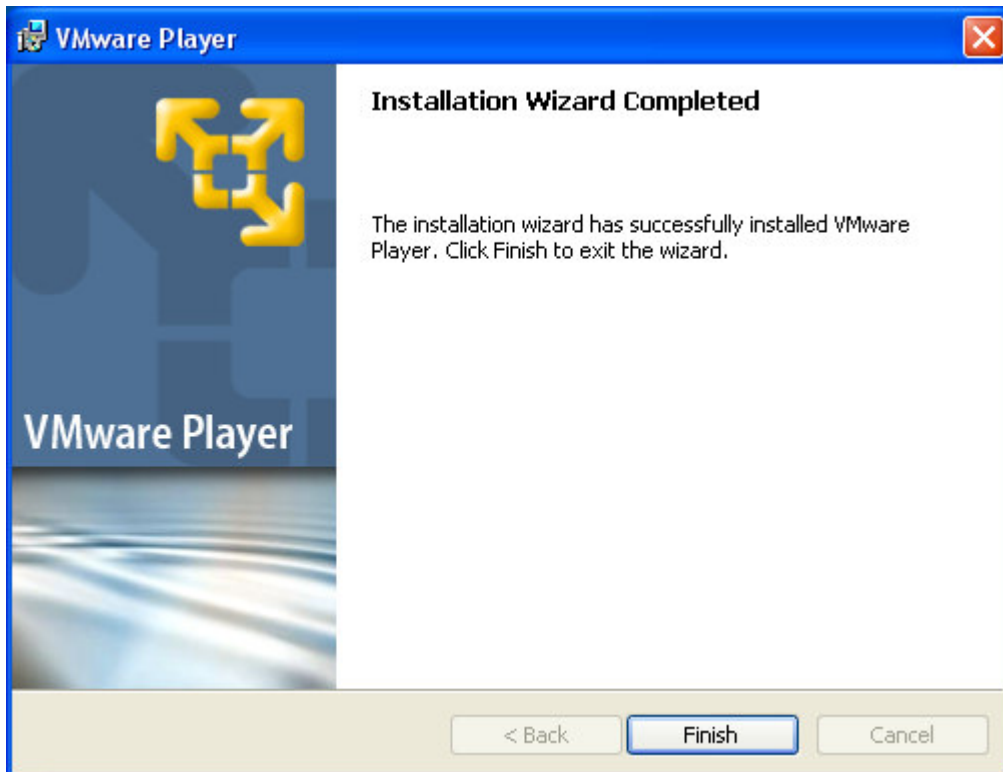 VMware Player
Installation Wizard Completed
The installation wizard has successfully installed VMware
Player. Click Finish to exit the wizard.
VMware Player
< Back
Finish
Cancel